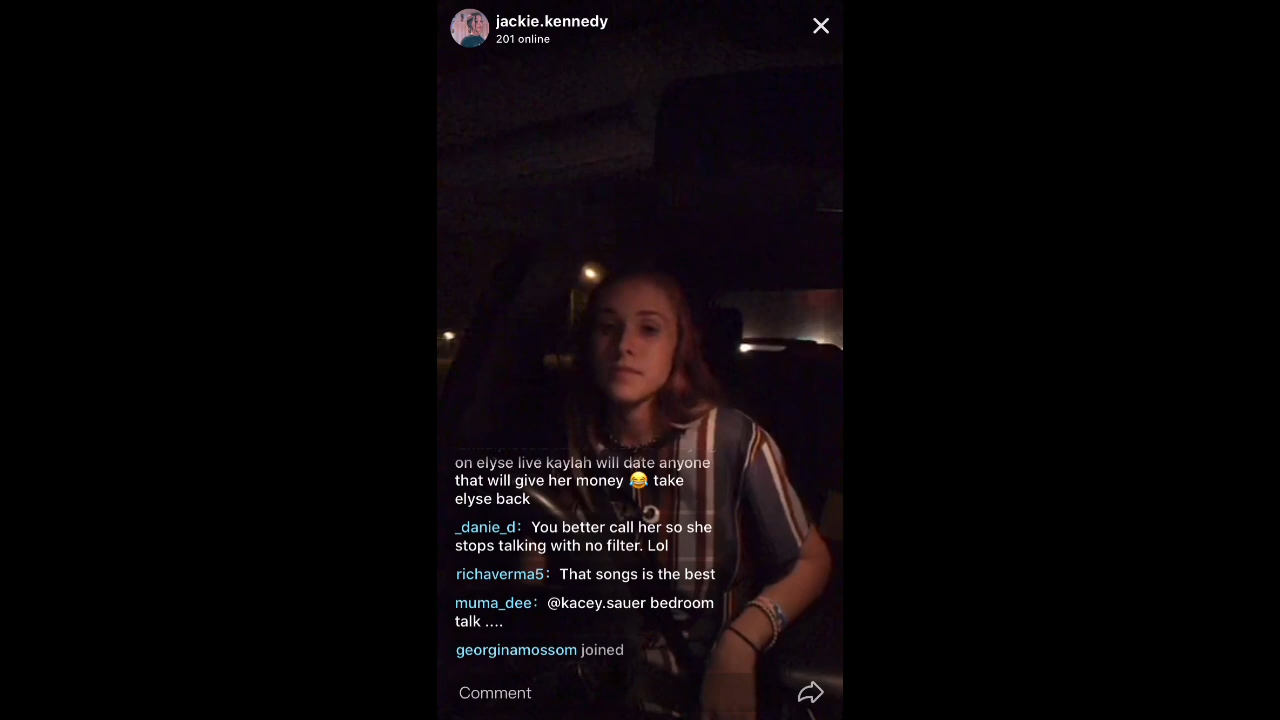 jackie.kennedy
201 online
on elyse live kaylah will date anyone
that will give her money 😂 take
elyse back
_danie_d: You better call her so she
stops talking with no filter. Lol
richaverma5: That songs is the best
muma_dee: @kacey.sauer bedroom
talk ....
georginamossom joined
Comment